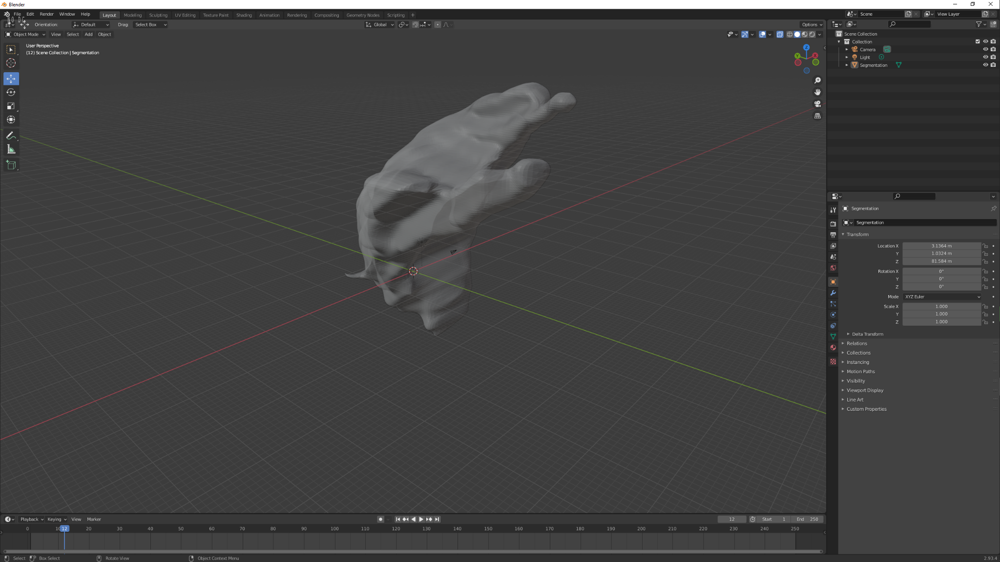 Blender
File Edit Render Window Help Layout Modeling Sculpting UV Editing Texture Paint Shading Animation Rendering Compositing Geometry Nodes Scripting + Scene View Layer
Orientation: Default Drag: Select Box Global Options
Object Mode View Select Add Object
User Perspective
(12) Scene Collection | Segmentation
Z
Y X
Scene Collection
Collection
Camera
Light
Segmentation
Segmentation
Segmentation
Transform
Location X 3.1364 m
Y 1.0324 m
Z 81.584 m
Rotation X 0°
Y 0°
Z 0°
Mode XYZ Euler
Scale X 1.000
Y 1.000
Z 1.000
Delta Transform
Relations
Collections
Instancing
Motion Paths
Visibility
Viewport Display
Line Art
Custom Properties
Playback Keying View Marker 12 Start 1 End 250
0 10 12 20 30 40 50 60 70 80 90 100 110 120 130 140 150 160 170 180 190 200 210 220 230 240 250
Select Box Select Rotate View Object Context Menu 2.93.4